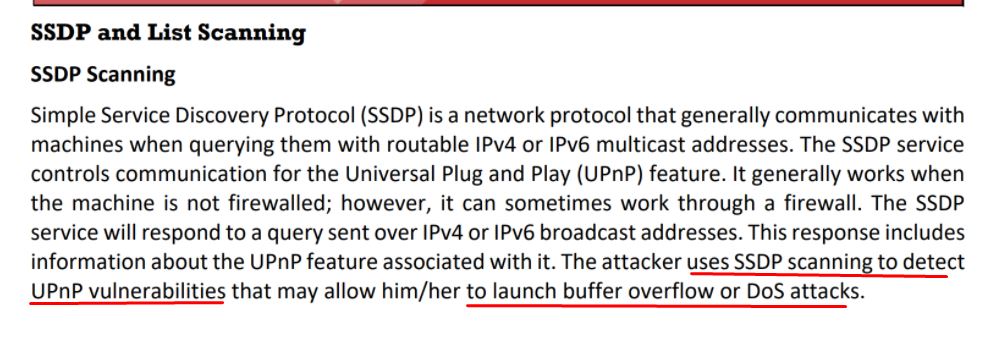 SSDP and List Scanning
SSDP Scanning
Simple Service Discovery Protocol (SSDP) is a network protocol that generally communicates with
machines when querying them with routable IPv4 or IPv6 multicast addresses. The SSDP service
controls communication for the Universal Plug and Play (UPnP) feature. It generally works when
the machine is not firewalled; however, it can sometimes work through a firewall. The SSDP
service will respond to a query sent over IPv4 or IPv6 broadcast addresses. This response includes
information about the UPnP feature associated with it. The attacker uses SSDP scanning to detect
UPnP vulnerabilities that may allow him/her to launch buffer overflow or DoS attacks.